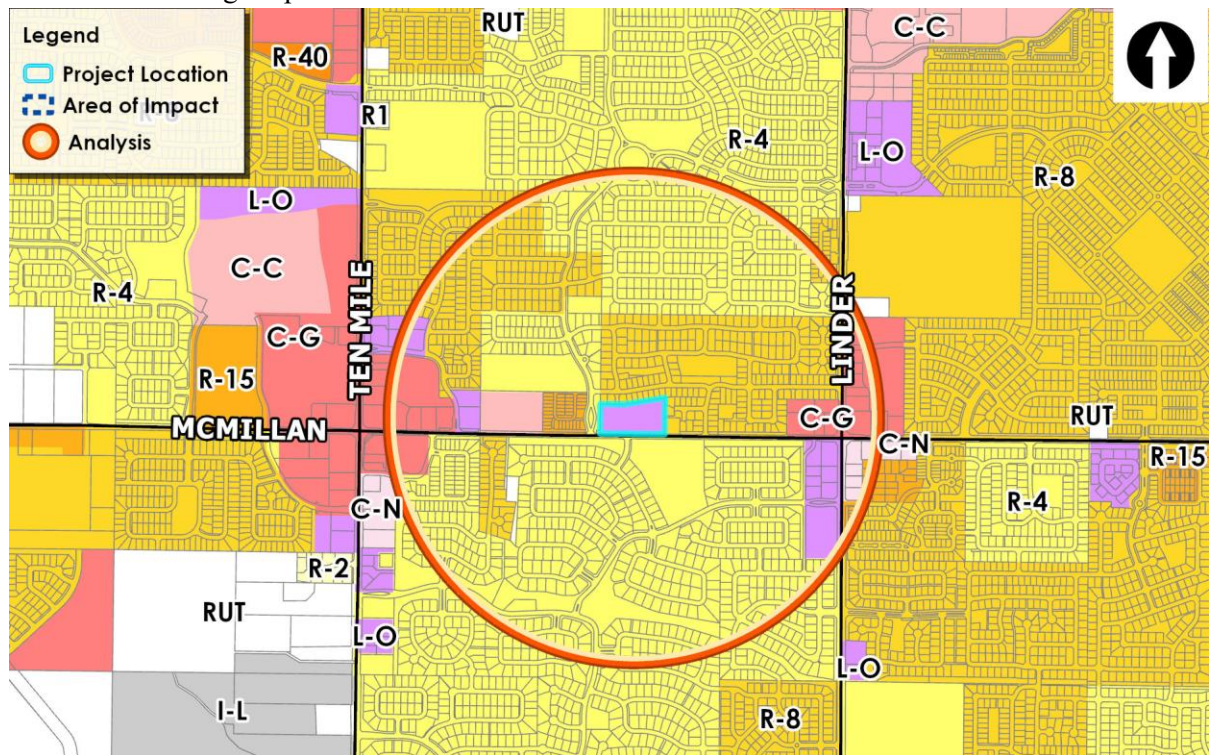 Legend
Project Location
Area of Impact
Analysis
RUT
C-C
R-40
R1
R-4
L-O
R-8
L-O
C-C
TEN MILE
LINDER
R-4
C-G
R-15
MCMILLAN
C-G
RUT
C-N
R-15
R-4
C-N
R-2
RUT
L-O
L-O
I-L
R-8